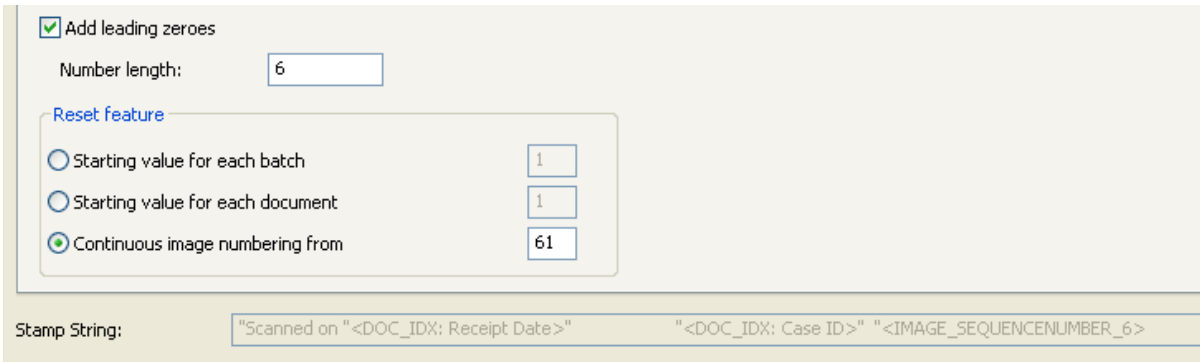 Add leading zeroes
Number length: 6
Reset feature
Starting value for each batch 1
Starting value for each document 1
Continuous image numbering from 61
Stamp String: "Scanned on "<DOC_IDX: Receipt Date>" "<DOC_IDX: Case ID>" "<IMAGE_SEQUENCENUMBER_6>